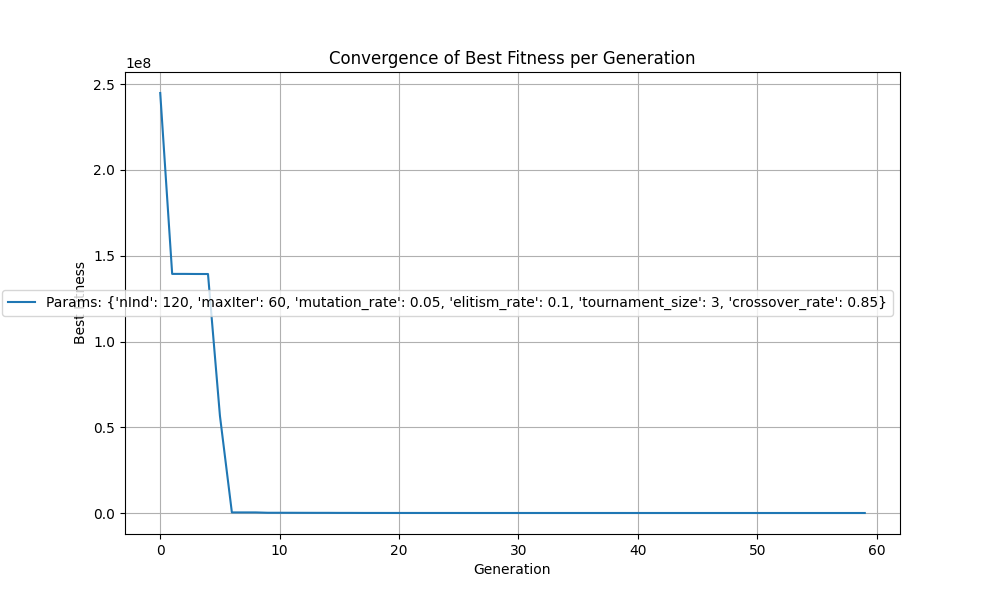 Convergence of Best Fitness per Generation
1e8
2.5
2.0
1.5
1.0
0.5
0.0
Best
ness
Params: {'nInd': 120, 'maxIter': 60, 'mutation_rate': 0.05, 'elitism_rate': 0.1, 'tournament_size': 3, 'crossover_rate': 0.85}
0 10 20 30 40 50 60
Generation